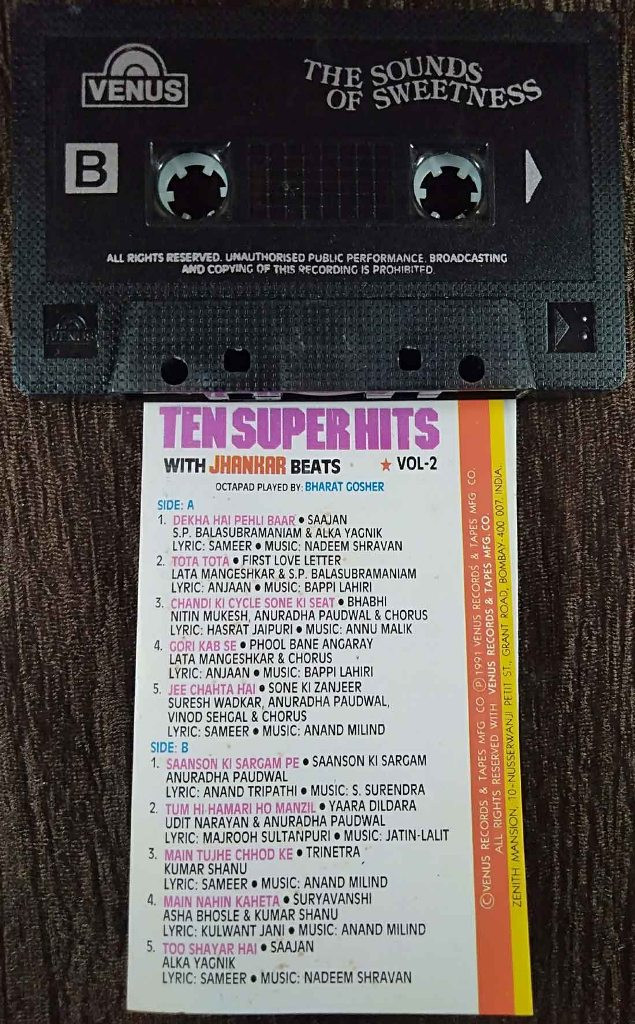 VENUS
THE SOUNDS
OF SWEETNESS
B
ALL RIGHTS RESERVED. UNAUTHORISED PUBLIC PERFORMANCE, BROADCASTING
AND COPYING OF THIS RECORDING IS PROHIBITED.
TEN SUPER HITS
WITH JHANKAR BEATS ★ VOL-2
OCTAPAD PLAYED BY: BHARAT GOSHER
SIDE: A
1. DEKHA HAI PEHLI BAAR ● SAAJAN
S.P. BALASUBRAMANIAM & ALKA YAGNIK
LYRIC: SAMEER ● MUSIC: NADEEM SHRAVAN
2. TOTA TOTA ● FIRST LOVE LETTER
LATA MANGESHKAR & S.P. BALASUBRAMANIAM
LYRIC: ANJAAN ● MUSIC: BAPPI LAHIRI
3. CHANDI KI CYCLE SONE KI SEAT ● BHABHI
NITIN MUKESH, ANURADHA PAUDWAL & CHORUS
LYRIC: HASRAT JAIPURI ● MUSIC: ANNU MALIK
4. GORI KAB SE ● PHOOL BANE ANGARAY
LATA MANGESHKAR & CHORUS
LYRIC: ANJAAN ● MUSIC: BAPPI LAHIRI
5. JEE CHAHTA HAI ● SONE KI ZANJEER
SURESH WADKAR, ANURADHA PAUDWAL,
VINOD SEHGAL & CHORUS
LYRIC: SAMEER ● MUSIC: ANAND MILIND
SIDE: B
1. SAANSON KI SARGAM PE ● SAANSON KI SARGAM
ANURADHA PAUDWAL
LYRIC: ANAND TRIPATHI ● MUSIC: S. SURENDRA
2. TUM HI HAMARI HO MANZIL ● YAARA DILDARA
UDIT NARAYAN & ANURADHA PAUDWAL
LYRIC: MAJROOH SULTANPURI ● MUSIC: JATIN-LALIT
3. MAIN TUJHE CHHOD KE ● TRINETRA
KUMAR SHANU
LYRIC: SAMEER ● MUSIC: ANAND MILIND
4. MAIN NAHIN KAHETA ● SURYAVANSHI
ASHA BHOSLE & KUMAR SHANU
LYRIC: KULWANT JANI ● MUSIC: ANAND MILIND
5. TOO SHAYAR HAI ● SAAJAN
ALKA YAGNIK
LYRIC: SAMEER ● MUSIC: NADEEM SHRAVAN
©VENUS RECORDS & TAPES MFG CO. ℗1991 VENUS RECORDS & TAPES MFG CO.
ALL RIGHTS RESERVED WITH VENUS RECORDS & TAPES MFG. CO.
ZENITH MANSION, 10-NUSSERWANJI PETIT ST., GRANT ROAD, BOMBAY-400 007. INDIA.